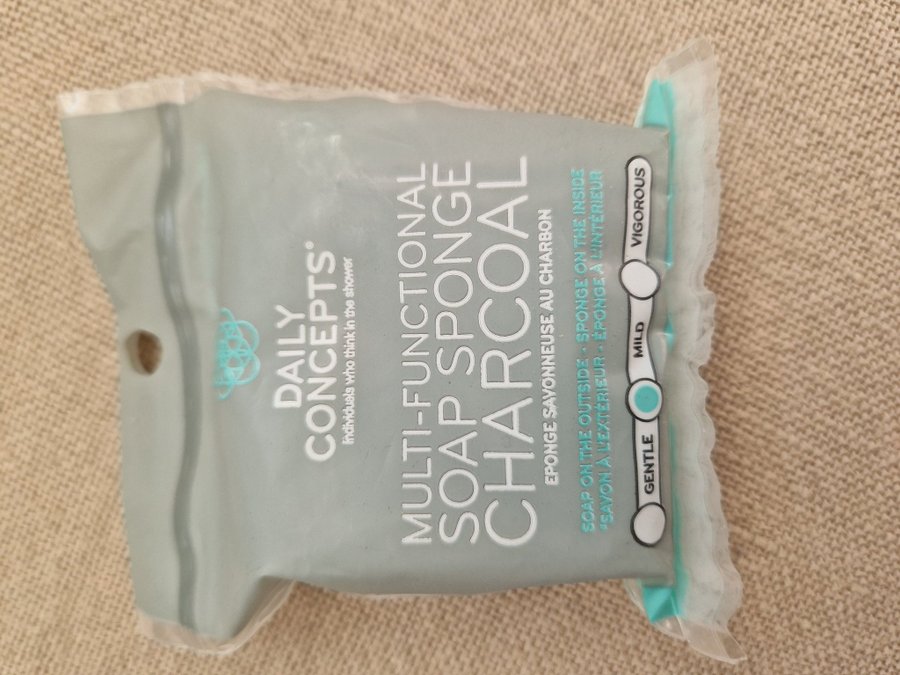 DAILY
CONCEPTS®
individuals who think in the shower
MULTI-FUNCTIONAL
SOAP SPONGE
CHARCOAL
EPONGE SAVONNEUSE AU CHARBON
SOAP ON THE OUTSIDE - SPONGE ON THE INSIDE
*SAVON À L'EXTÉRIEUR - ÉPONGE À L'INTÉRIEUR
GENTLE MILD VIGOROUS